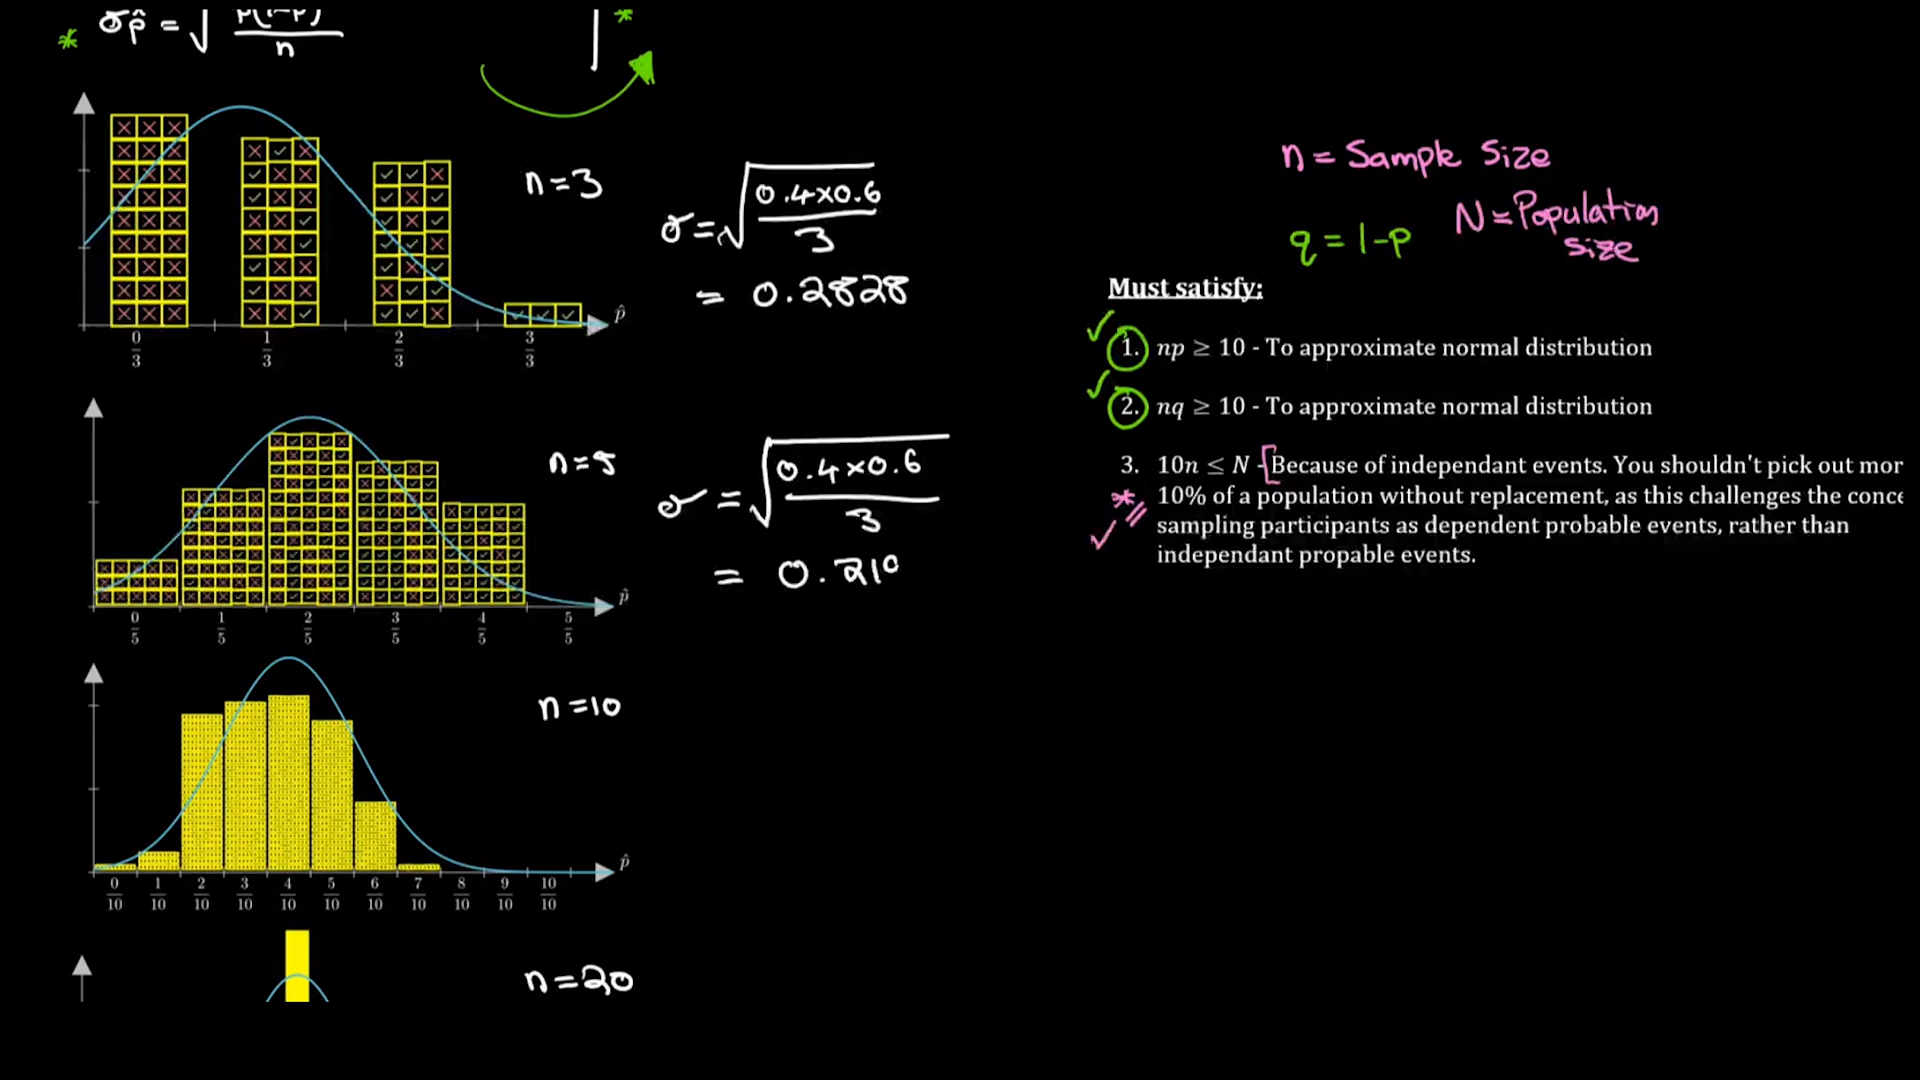 * σp̂ = √ p(1-p)
n
*
n=3
σ = √ 0.4×0.6
3
= 0.2828
p̂
0/3 1/3 2/3 3/3
n=5
σ = √ 0.4×0.6
3
= 0.210
p̂
0/5 1/5 2/5 3/5 4/5 5/5
n=10
p̂
0/10 1/10 2/10 3/10 4/10 5/10 6/10 7/10 8/10 9/10 10/10
n=20
n = Sample Size
N = Population
size
q = 1-p
Must satisfy:
1. np ≥ 10 - To approximate normal distribution
2. nq ≥ 10 - To approximate normal distribution
3. 10n ≤ N - [Because of independant events. You shouldn't pick out mor
* 10% of a population without replacement, as this challenges the conce
sampling participants as dependent probable events, rather than
independant propable events.